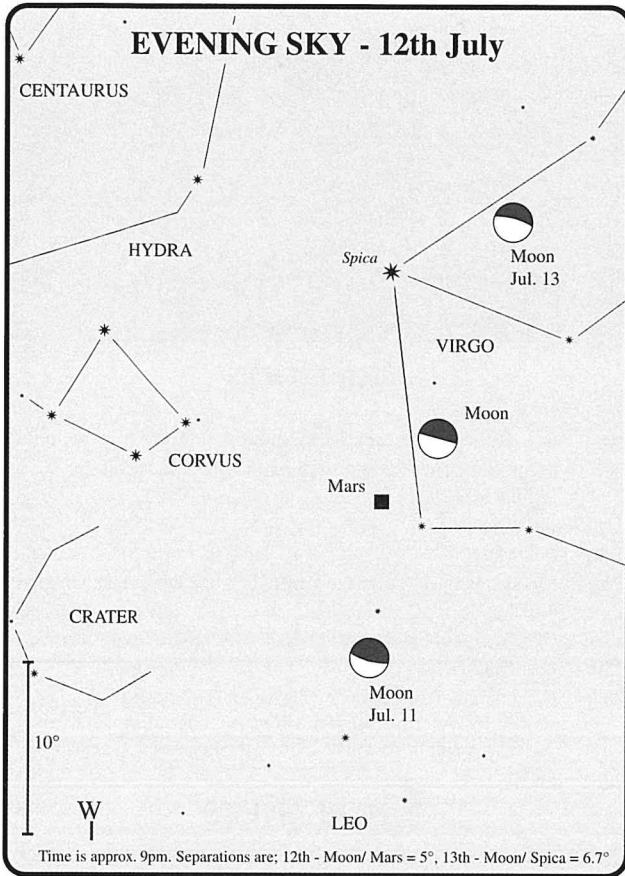 EVENING SKY - 12th July
CENTAURUS
HYDRA
Spica
Moon
Jul. 13
VIRGO
Moon
CORVUS
Mars
CRATER
Moon
Jul. 11
10°
W
LEO
Time is approx. 9pm. Separations are; 12th - Moon/ Mars = 5°, 13th - Moon/ Spica = 6.7°